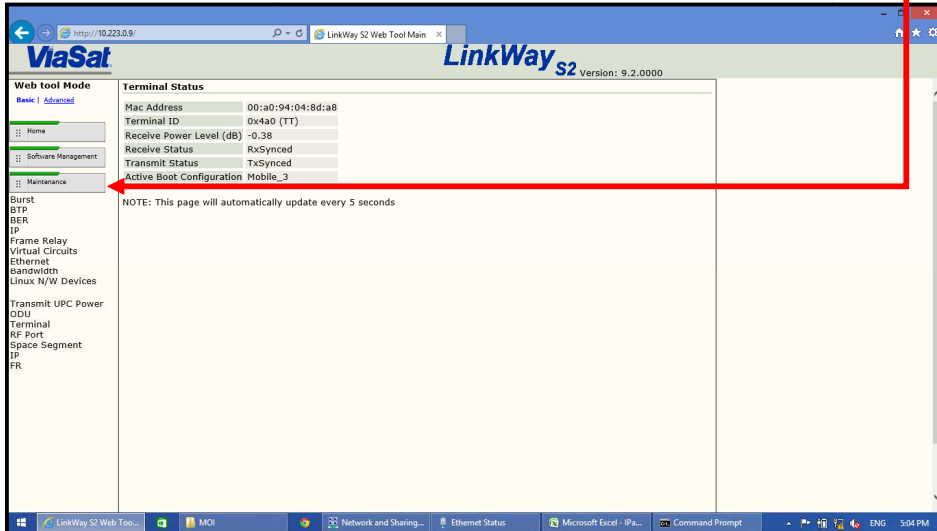 http://10.223.0.9/
LinkWay S2 Web Tool Main
ViaSat
LinkWay S2 Version: 9.2.0000
Web tool Mode
Basic | Advanced
Home
Software Management
Maintenance
Burst
BTP
BER
IP
Frame Relay
Virtual Circuits
Ethernet
Bandwidth
Linux N/W Devices
Transmit UPC Power
ODU
Terminal
RF Port
Space Segment
IP
FR
Terminal Status
Mac Address 00:a0:94:04:8d:a8
Terminal ID 0x4a0 (TT)
Receive Power Level (dB) -0.38
Receive Status RxSynced
Transmit Status TxSynced
Active Boot Configuration Mobile_3
NOTE: This page will automatically update every 5 seconds
LinkWay S2 Web Too... MOI Network and Sharing... Ethernet Status Microsoft Excel - IPa... Command Prompt ENG 5:04 PM